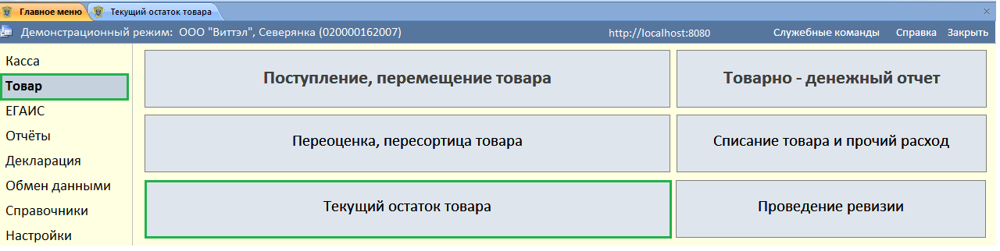 Главное меню
Текущий остаток товара
Демонстрационный режим: ООО "Виттэл", Северянка (020000162007)
http://localhost:8080
Служебные команды
Справка
Закрыть
Касса
Товар
ЕГАИС
Отчёты
Декларация
Обмен данными
Справочники
Настройки
Поступление, перемещение товара
Товарно - денежный отчет
Переоценка, пересортица товара
Списание товара и прочий расход
Текущий остаток товара
Проведение ревизии